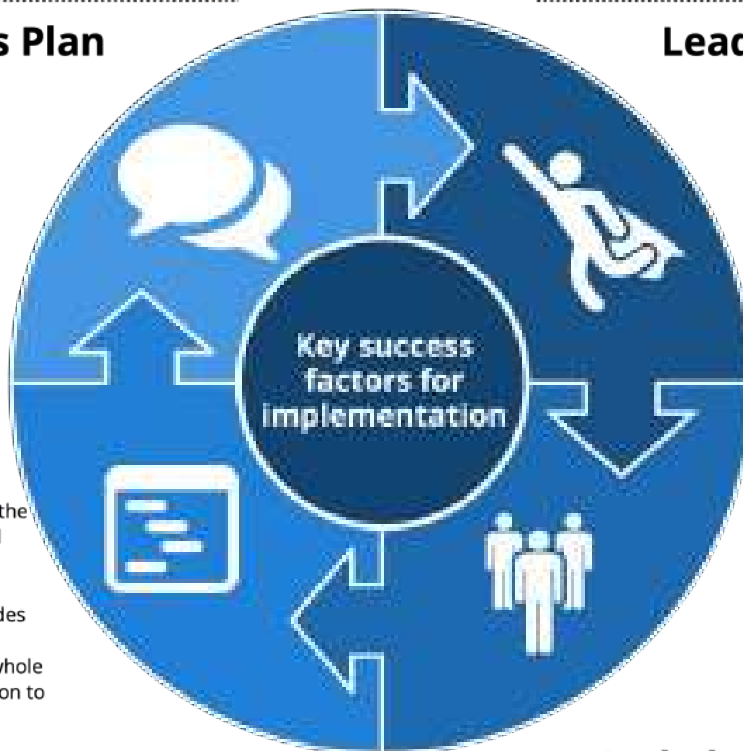 s Plan
Lead
Key success
factors for
implementation
the
des
whole
on to